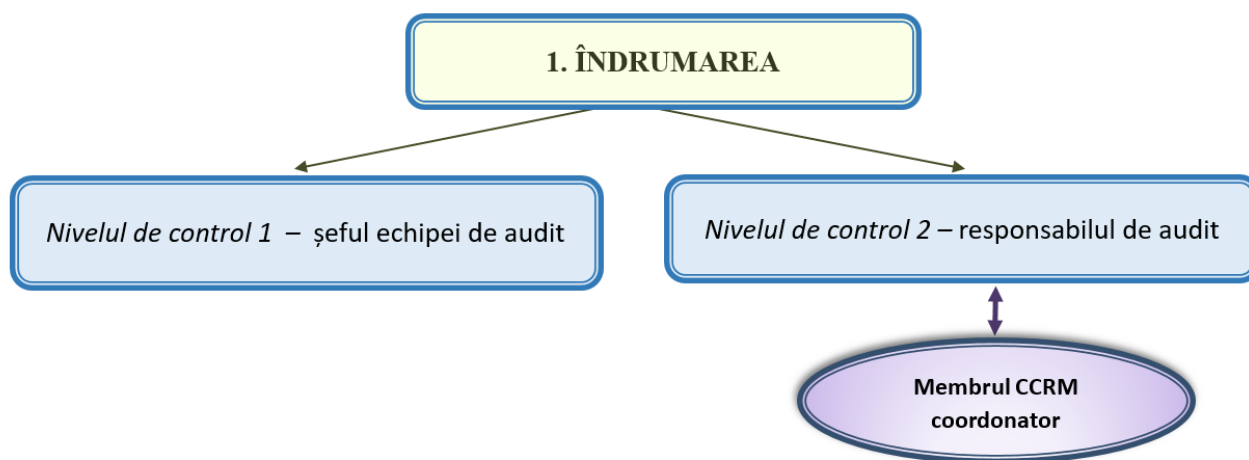 1. ÎNDRUMAREA
Nivelul de control 1 – șeful echipei de audit
Nivelul de control 2 – responsabilul de audit
Membrul CCRM
coordonator